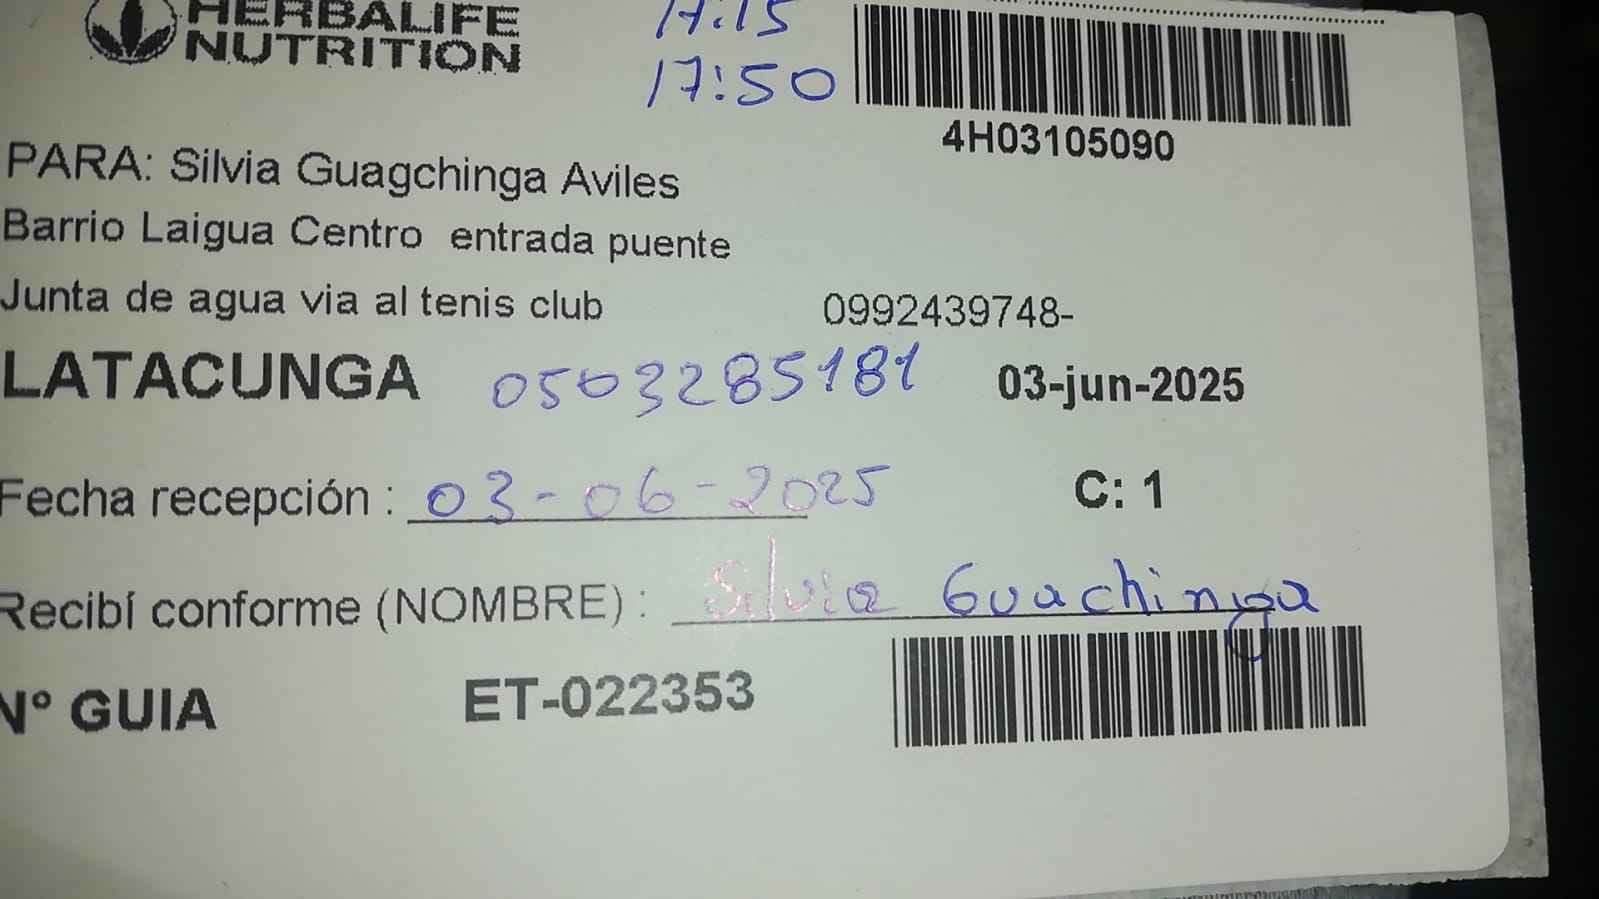 HERBALIFE
NUTRITION
17:15
17:50
4H03105090
PARA: Silvia Guagchinga Aviles
Barrio Laigua Centro entrada puente
Junta de agua via al tenis club 0992439748-
LATACUNGA 0503285181 03-jun-2025
Fecha recepción : 03-06-2025 C: 1
Recibí conforme (NOMBRE) : Silvia Guachinga
N° GUIA ET-022353